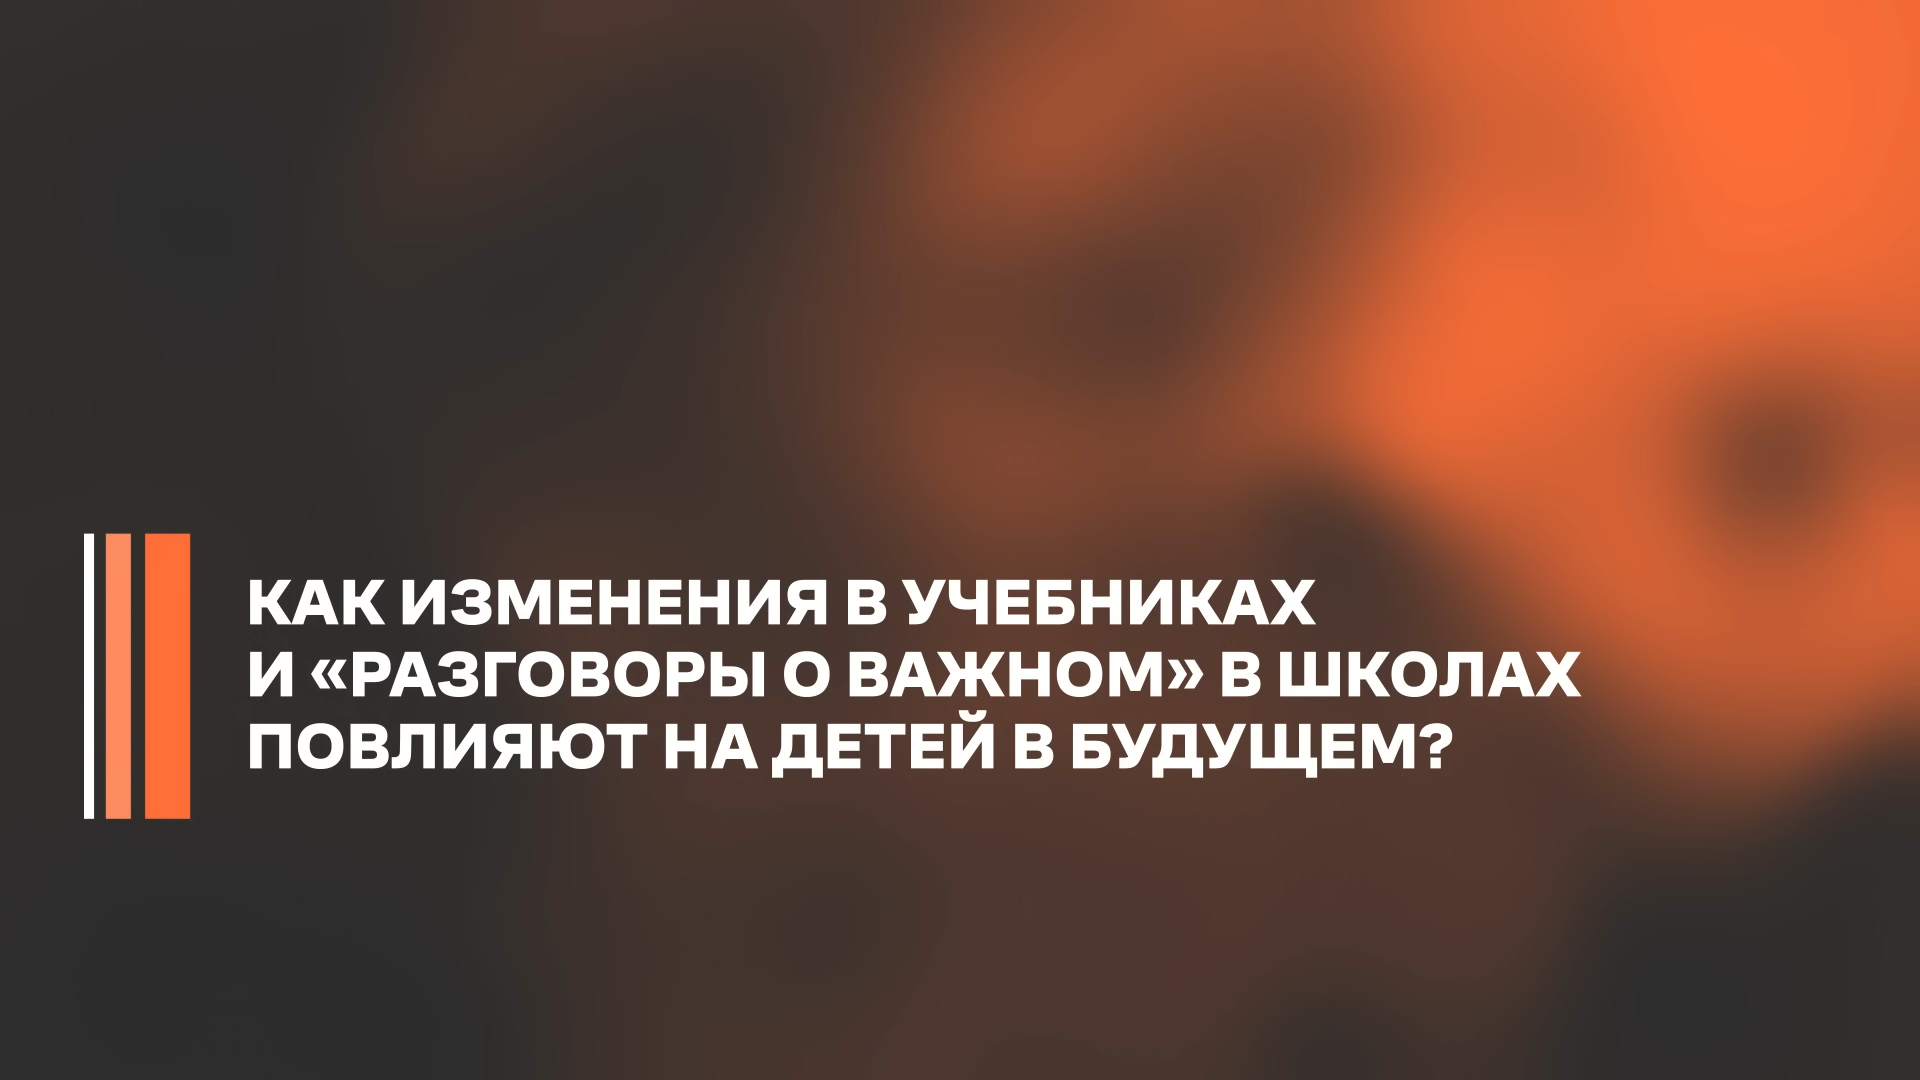 КАК ИЗМЕНЕНИЯ В УЧЕБНИКАХ
И «РАЗГОВОРЫ О ВАЖНОМ» В ШКОЛАХ
ПОВЛИЯЮТ НА ДЕТЕЙ В БУДУЩЕМ?